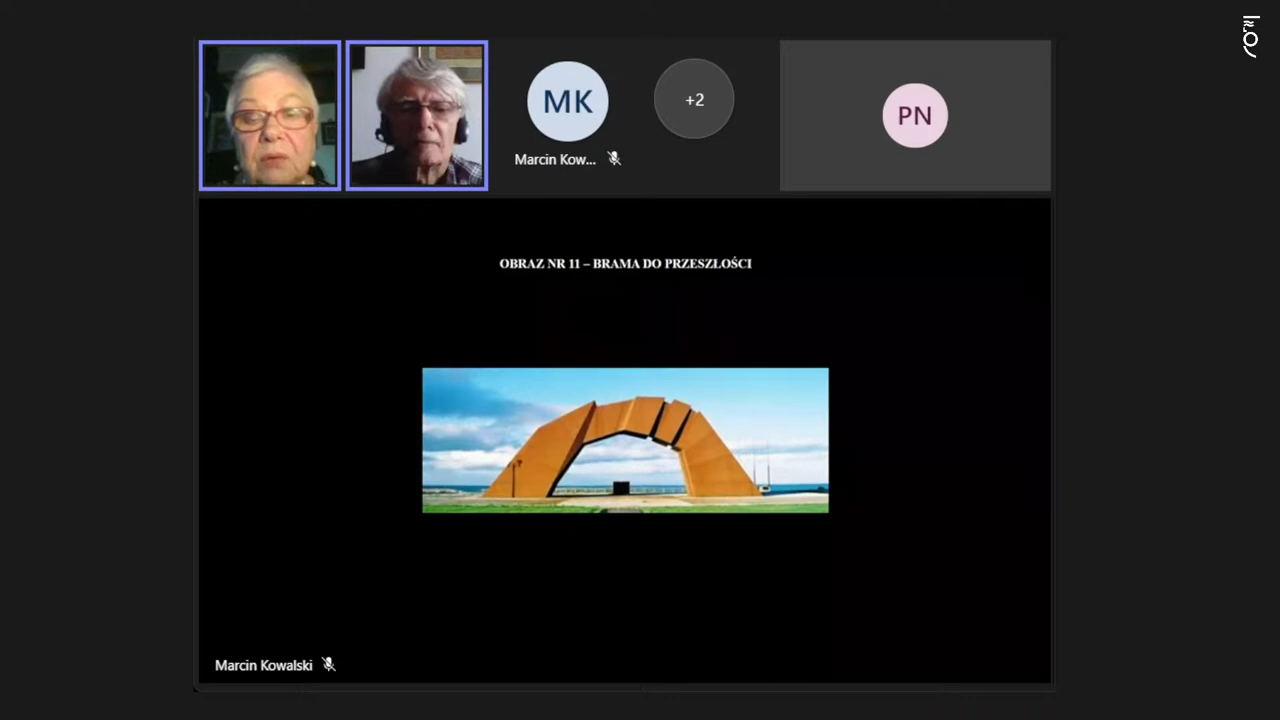 MK
+2
PN
Marcin Kow...
OBRAZ NR 11 – BRAMA DO PRZESZŁOŚCI
Marcin Kowalski